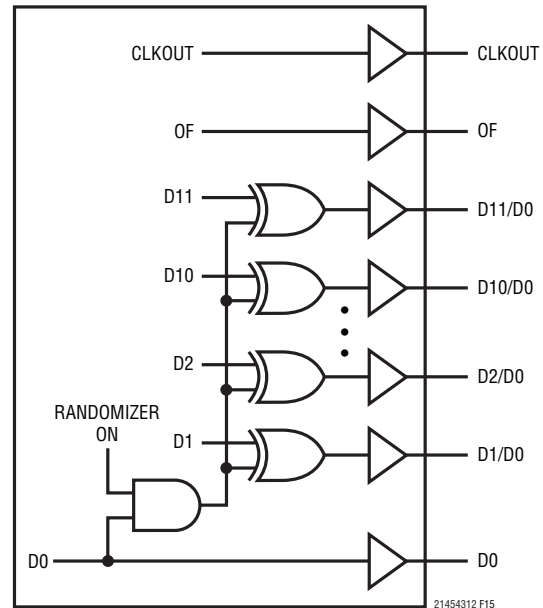 CLKOUT CLKOUT
OF OF
D11 D11/D0
D10 D10/D0
D2 D2/D0
RANDOMIZER
ON
D1 D1/D0
D0 D0
21454312 F15